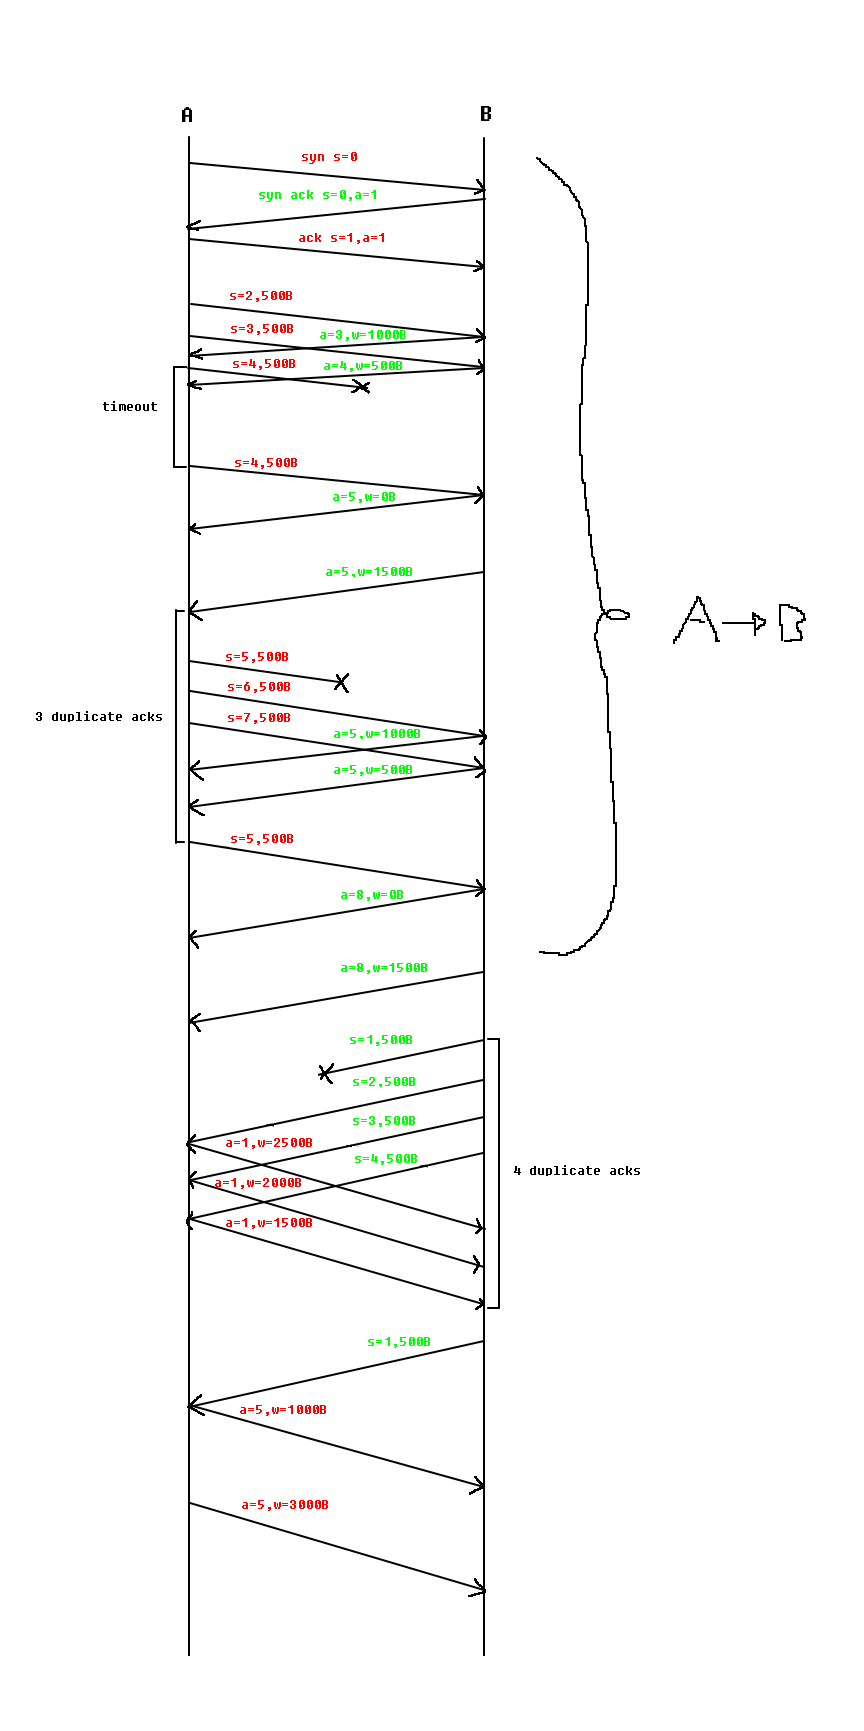 A B
syn s=0
syn ack s=0,a=1
ack s=1,a=1
s=2,500B
s=3,500B
a=3,w=1000B
s=4,500B
a=4,w=500B
timeout
s=4,500B
a=5,w=0B
a=5,w=1500B
A B
s=5,500B
s=6,500B
s=7,500B
3 duplicate acks
a=5,w=1000B
a=5,w=500B
s=5,500B
a=8,w=0B
a=8,w=1500B
s=1,500B
s=2,500B
s=3,500B
a=1,w=2500B
s=4,500B
4 duplicate acks
a=1,w=2000B
a=1,w=1500B
s=1,500B
a=5,w=1000B
a=5,w=3000B